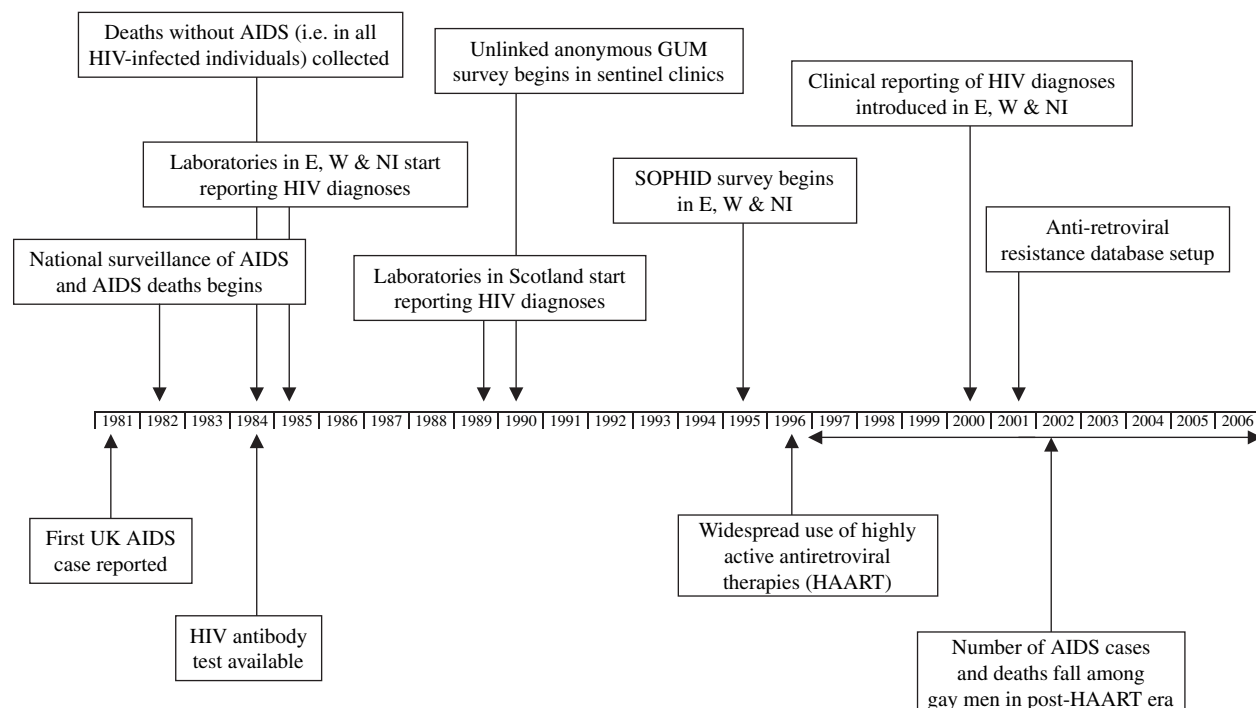 Deaths without AIDS (i.e. in all
HIV-infected individuals) collected
Unlinked anonymous GUM
survey begins in sentinel clinics
Clinical reporting of HIV diagnoses
introduced in E, W & NI
Laboratories in E, W & NI start
reporting HIV diagnoses
SOPHID survey begins
in E, W & NI
Anti-retroviral
resistance database setup
National surveillance of AIDS
and AIDS deaths begins
Laboratories in Scotland start
reporting HIV diagnoses
1981 1982 1983 1984 1985 1986 1987 1988 1989 1990 1991 1992 1993 1994 1995 1996 1997 1998 1999 2000 2001 2002 2003 2004 2005 2006
First UK AIDS
case reported
Widespread use of highly
active antiretroviral
therapies (HAART)
HIV antibody
test available
Number of AIDS cases
and deaths fall among
gay men in post-HAART era